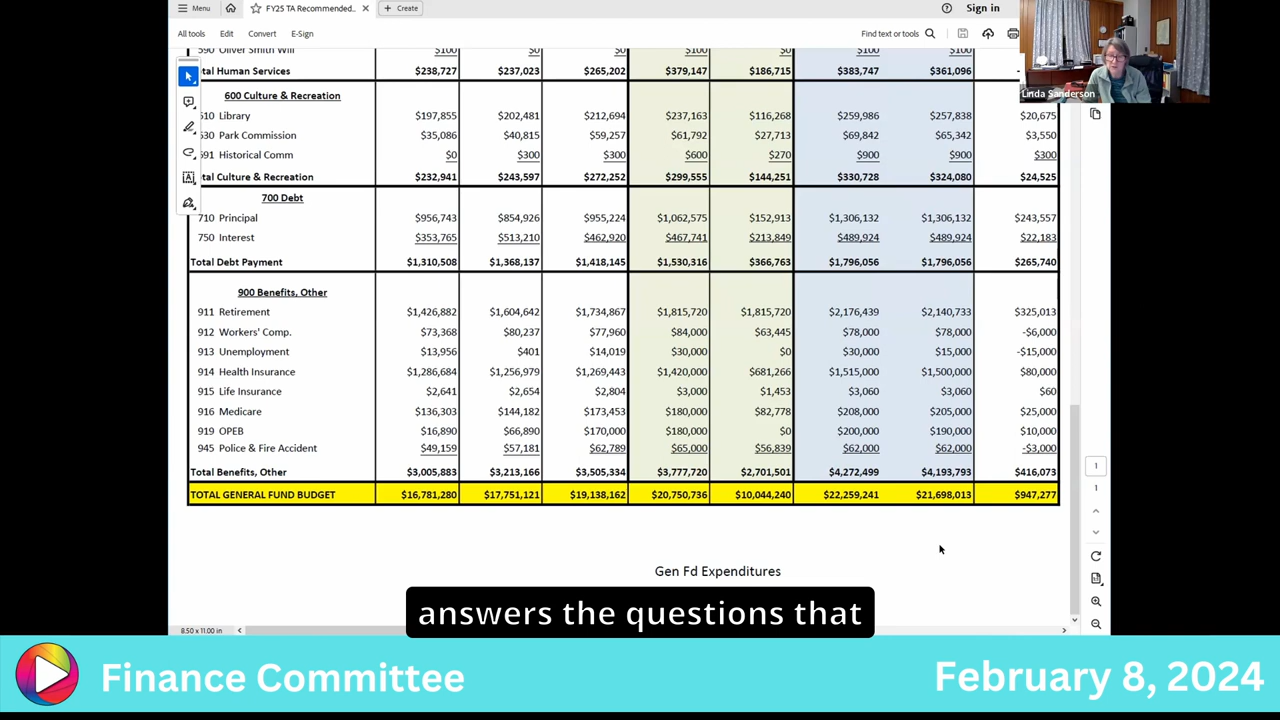 Menu FY25 TA Recommended... Create Sign in
All tools Edit Convert E-Sign Find text or tools
590 Oliver Smith Will $100 $0 $0 $100 $0 $100 $100
Total Human Services $238,727 $237,023 $265,202 $379,147 $186,715 $383,747 $361,096 -
Linda Sanderson
600 Culture & Recreation
610 Library $197,855 $202,481 $212,694 $237,163 $116,268 $259,986 $257,838 $20,675
630 Park Commission $35,086 $40,815 $59,257 $61,792 $27,713 $69,842 $65,342 $3,550
691 Historical Comm $0 $300 $300 $600 $270 $900 $900 $300
Total Culture & Recreation $232,941 $243,597 $272,252 $299,555 $144,251 $330,728 $324,080 $24,525
700 Debt
710 Principal $956,743 $854,926 $955,224 $1,062,575 $152,913 $1,306,132 $1,306,132 $243,557
750 Interest $353,765 $513,210 $462,920 $467,741 $213,849 $489,924 $489,924 $22,183
Total Debt Payment $1,310,508 $1,368,137 $1,418,145 $1,530,316 $366,763 $1,796,056 $1,796,056 $265,740
900 Benefits, Other
911 Retirement $1,426,882 $1,604,642 $1,734,867 $1,815,720 $1,815,720 $2,176,439 $2,140,733 $325,013
912 Workers' Comp. $73,368 $80,237 $77,960 $84,000 $63,445 $78,000 $78,000 -$6,000
913 Unemployment $13,956 $401 $14,019 $30,000 $0 $30,000 $15,000 -$15,000
914 Health Insurance $1,286,684 $1,256,979 $1,269,443 $1,420,000 $681,266 $1,515,000 $1,500,000 $80,000
915 Life Insurance $2,641 $2,654 $2,804 $3,000 $1,453 $3,060 $3,060 $60
916 Medicare $136,303 $144,182 $173,453 $180,000 $82,778 $208,000 $205,000 $25,000
919 OPEB $16,890 $66,890 $170,000 $180,000 $0 $200,000 $190,000 $10,000
945 Police & Fire Accident $49,159 $57,181 $62,789 $65,000 $56,839 $62,000 $62,000 -$3,000
Total Benefits, Other $3,005,883 $3,213,166 $3,505,334 $3,777,720 $2,701,501 $4,272,499 $4,193,793 $416,073
TOTAL GENERAL FUND BUDGET $16,781,280 $17,751,121 $19,138,162 $20,750,736 $10,044,240 $22,259,241 $21,698,013 $947,277
1
1
Gen Fd Expenditures
answers the questions that
8.50 x 11.00 in
Finance Committee February 8, 2024